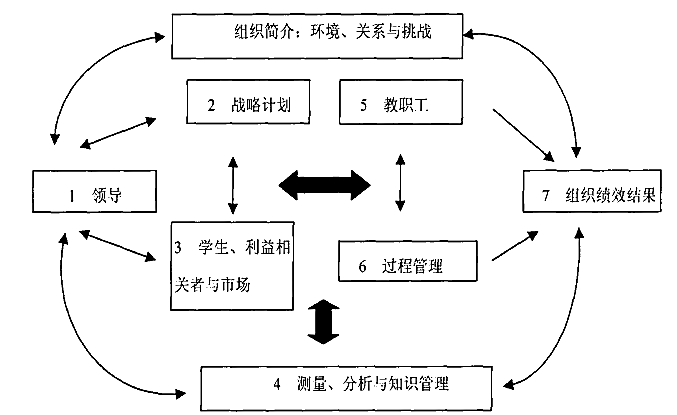 组织简介：环境、关系与挑战
2 战略计划
5 教职工
1 领导
7 组织绩效结果
3 学生、利益相
关者与市场
6 过程管理
4 测量、分析与知识管理